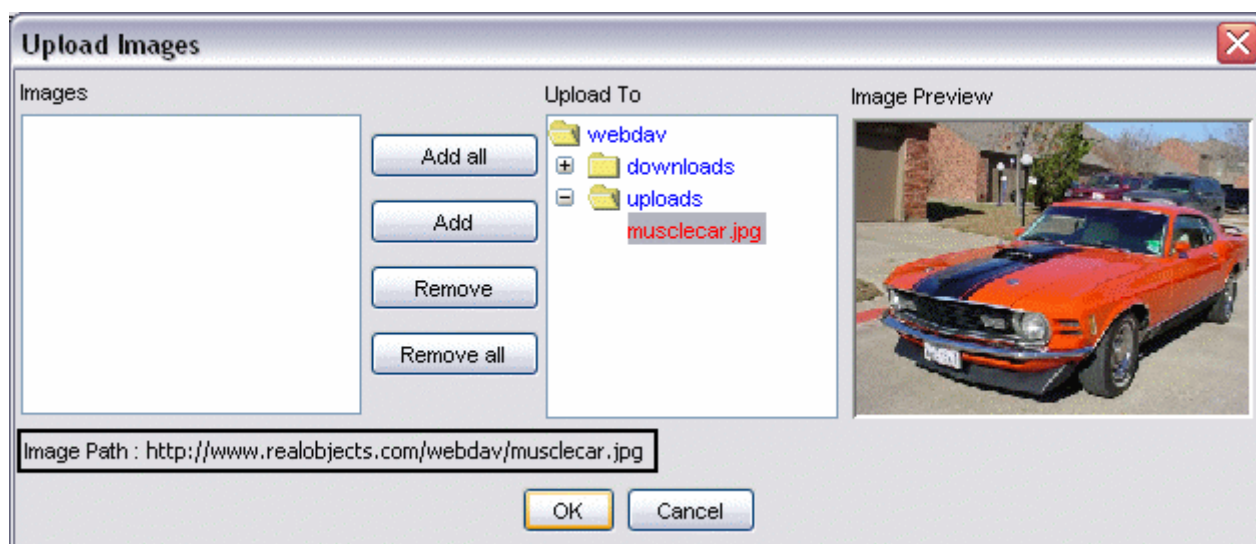 Upload Images
Images
Upload To
Image Preview
Add all
Add
Remove
Remove all
webdav
downloads
uploads
musclecar.jpg
Image Path : http://www.realobjects.com/webdav/musclecar.jpg
OK
Cancel